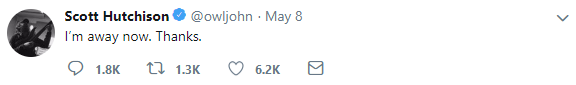 Scott Hutchison @owljohn · May 8
I'm away now. Thanks.
1.8K 1.3K 6.2K